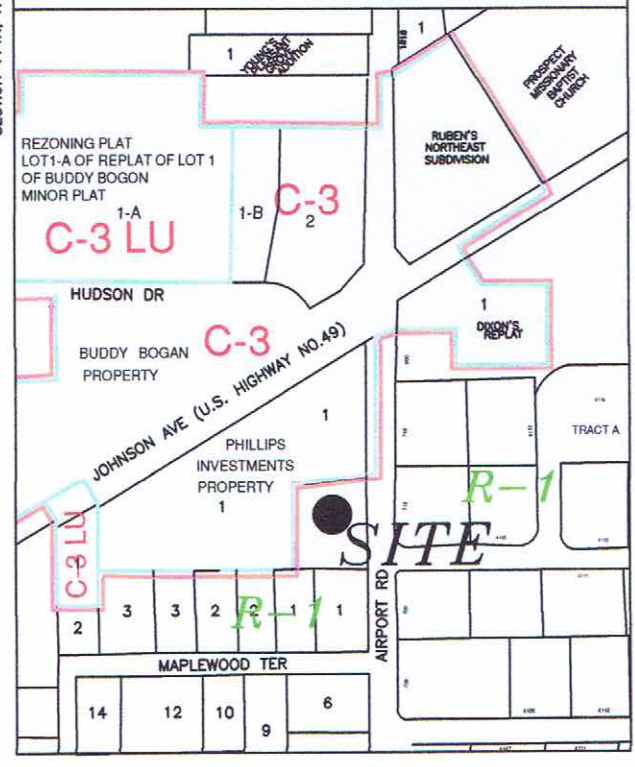 1
YOUNG'S
PLEASANT
GROVE
ADDITION
1
PROSPECT
MISSIONARY
BAPTIST
CHURCH
RUBEN'S
NORTHEAST
SUBDIVISION
REZONING PLAT
LOT1-A OF REPLAT OF LOT 1
OF BUDDY BOGON
MINOR PLAT
1-A
C-3 LU
1-B
C-3
2
HUDSON DR
C-3
BUDDY BOGAN
PROPERTY
JOHNSON AVE (U.S. HIGHWAY NO.49)
1
DIXON'S
REPLAT
1
PHILLIPS
INVESTMENTS
PROPERTY
1
TRACT A
R-1
SITE
C-3 LU
R-1
2
3
3
2
2
1
1
AIRPORT RD
MAPLEWOOD TER
14
12
10
9
6